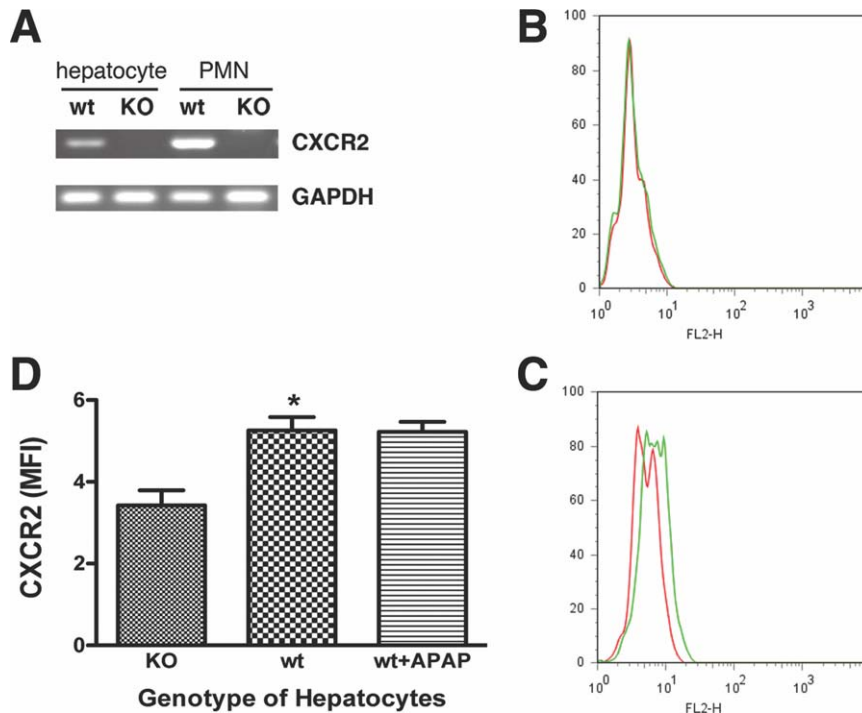 A
hepatocyte PMN
wt KO wt KO
CXCR2
GAPDH
B
100
80
60
40
20
0
10^0 10^1 10^2 10^3
FL2-H
D
6
4
2
0
CXCR2 (MFI)
*
KO wt wt+APAP
Genotype of Hepatocytes
C
100
80
60
40
20
0
10^0 10^1 10^2 10^3
FL2-H